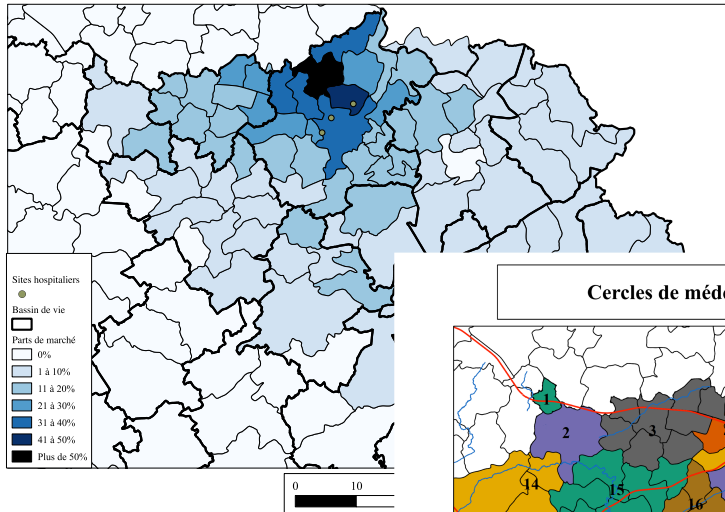 Sites hospitaliers
Bassin de vie
Parts de marché
0%
1 à 10%
11 à 20%
21 à 30%
31 à 40%
41 à 50%
Plus de 50%
0 10
Cercles de
1
2
3
14
15
16